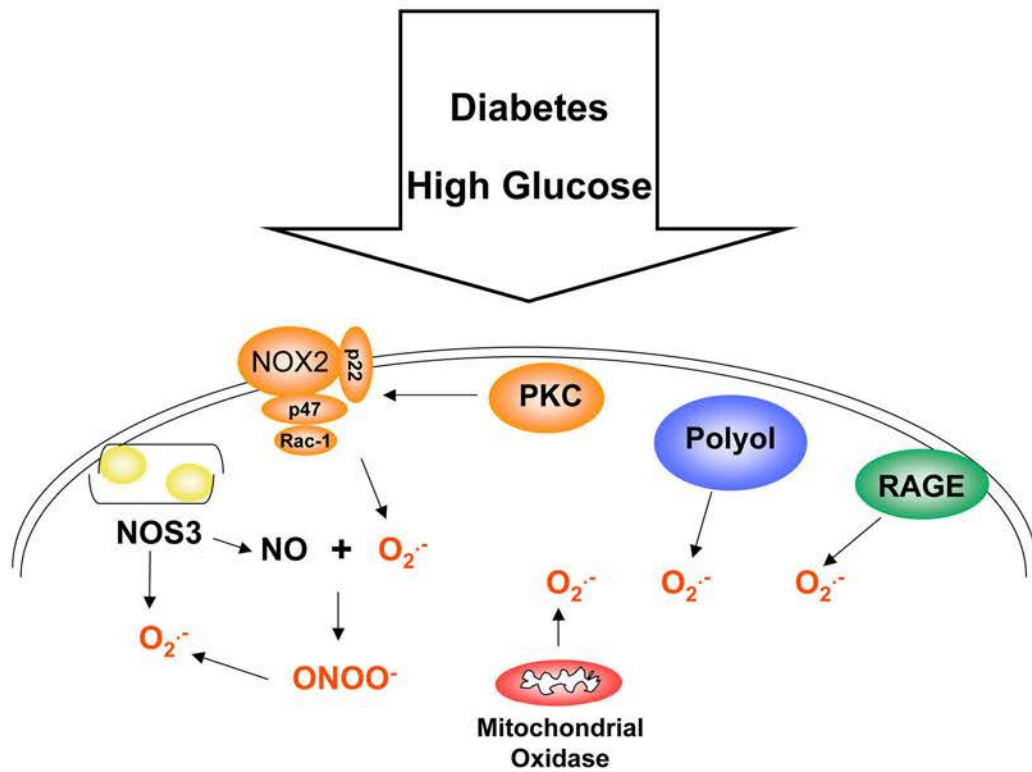 Diabetes
High Glucose
NOX2
p22
p47
Rac-1
PKC
Polyol
RAGE
NOS3
NO + O₂·-
O₂·-
O₂·-
O₂·-
O₂·-
ONOO-
Mitochondrial
Oxidase